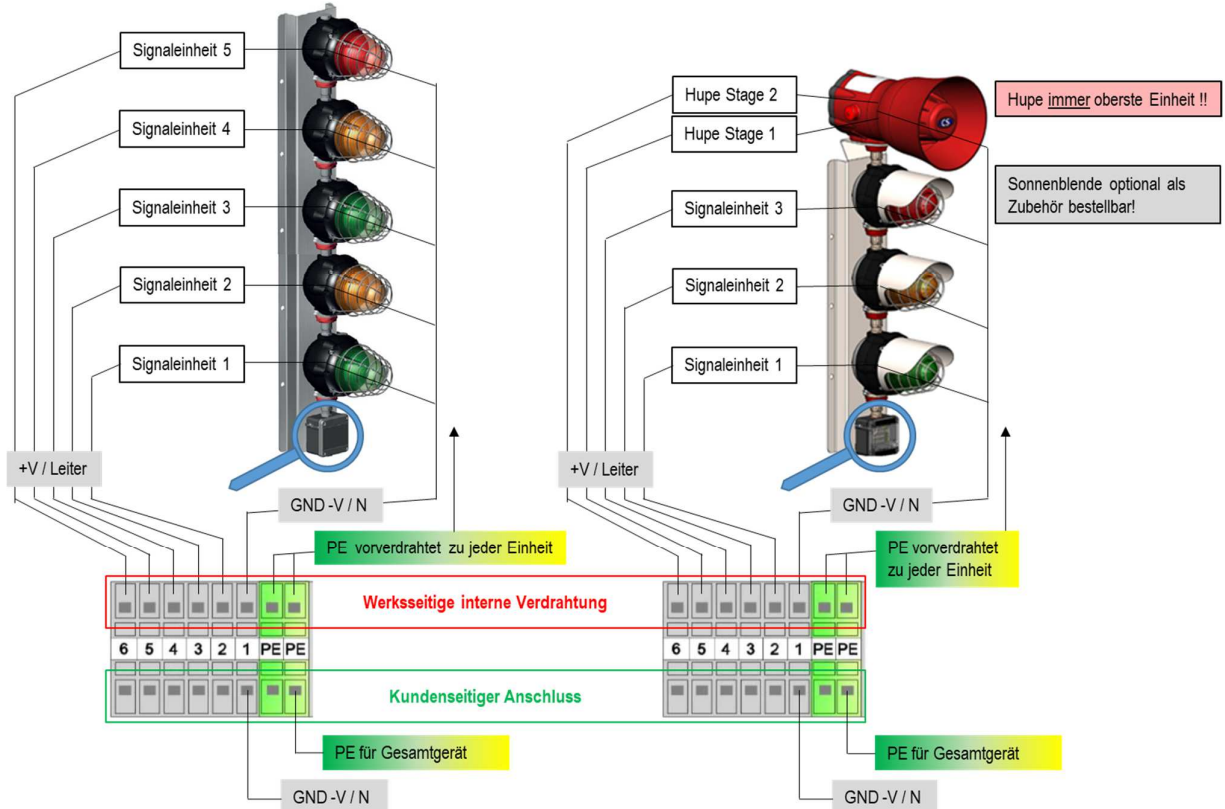 Signaleinheit 5
Signaleinheit 4
Signaleinheit 3
Signaleinheit 2
Signaleinheit 1
+V / Leiter
GND -V / N
PE vorverdrahtet zu jeder Einheit
Hupe Stage 2
Hupe Stage 1
Signaleinheit 3
Signaleinheit 2
Signaleinheit 1
+V / Leiter
GND -V / N
PE vorverdrahtet
zu jeder Einheit
Hupe immer oberste Einheit !!
Sonnenblende optional als
Zubehör bestellbar!
CS
Werksseitige interne Verdrahtung
6 5 4 3 2 1 PE PE
6 5 4 3 2 1 PE PE
Kundenseitiger Anschluss
PE für Gesamtgerät
GND -V / N
PE für Gesamtgerät
GND -V / N